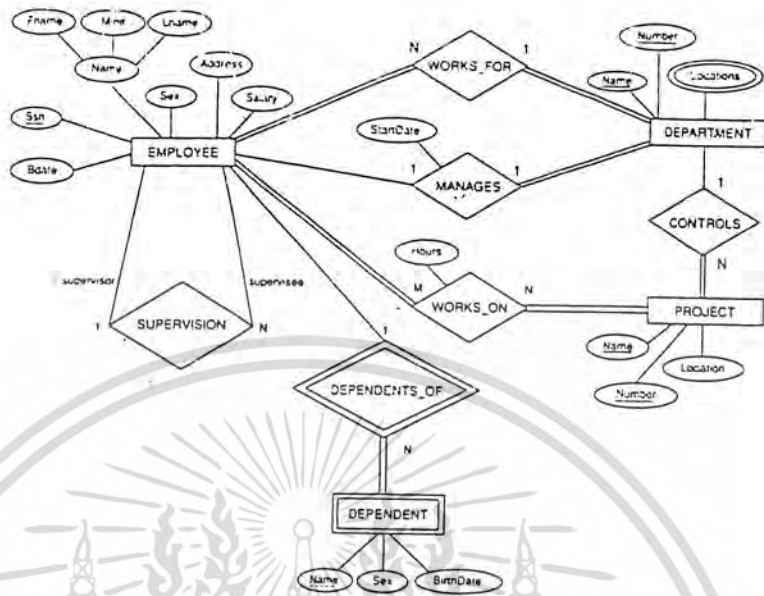 Fname
Minit
Lname
Name
Address
Sex
Salary
Ssn
Bdate
EMPLOYEE
N
WORKS_FOR
1
Number
Name
Locations
DEPARTMENT
StartDate
1
MANAGES
1
1
CONTROLS
N
supervisor
supervisee
1
SUPERVISION
N
Hours
M
WORKS_ON
N
PROJECT
Name
Number
Location
1
DEPENDENTS_OF
N
DEPENDENT
Name
Sex
BirthDate